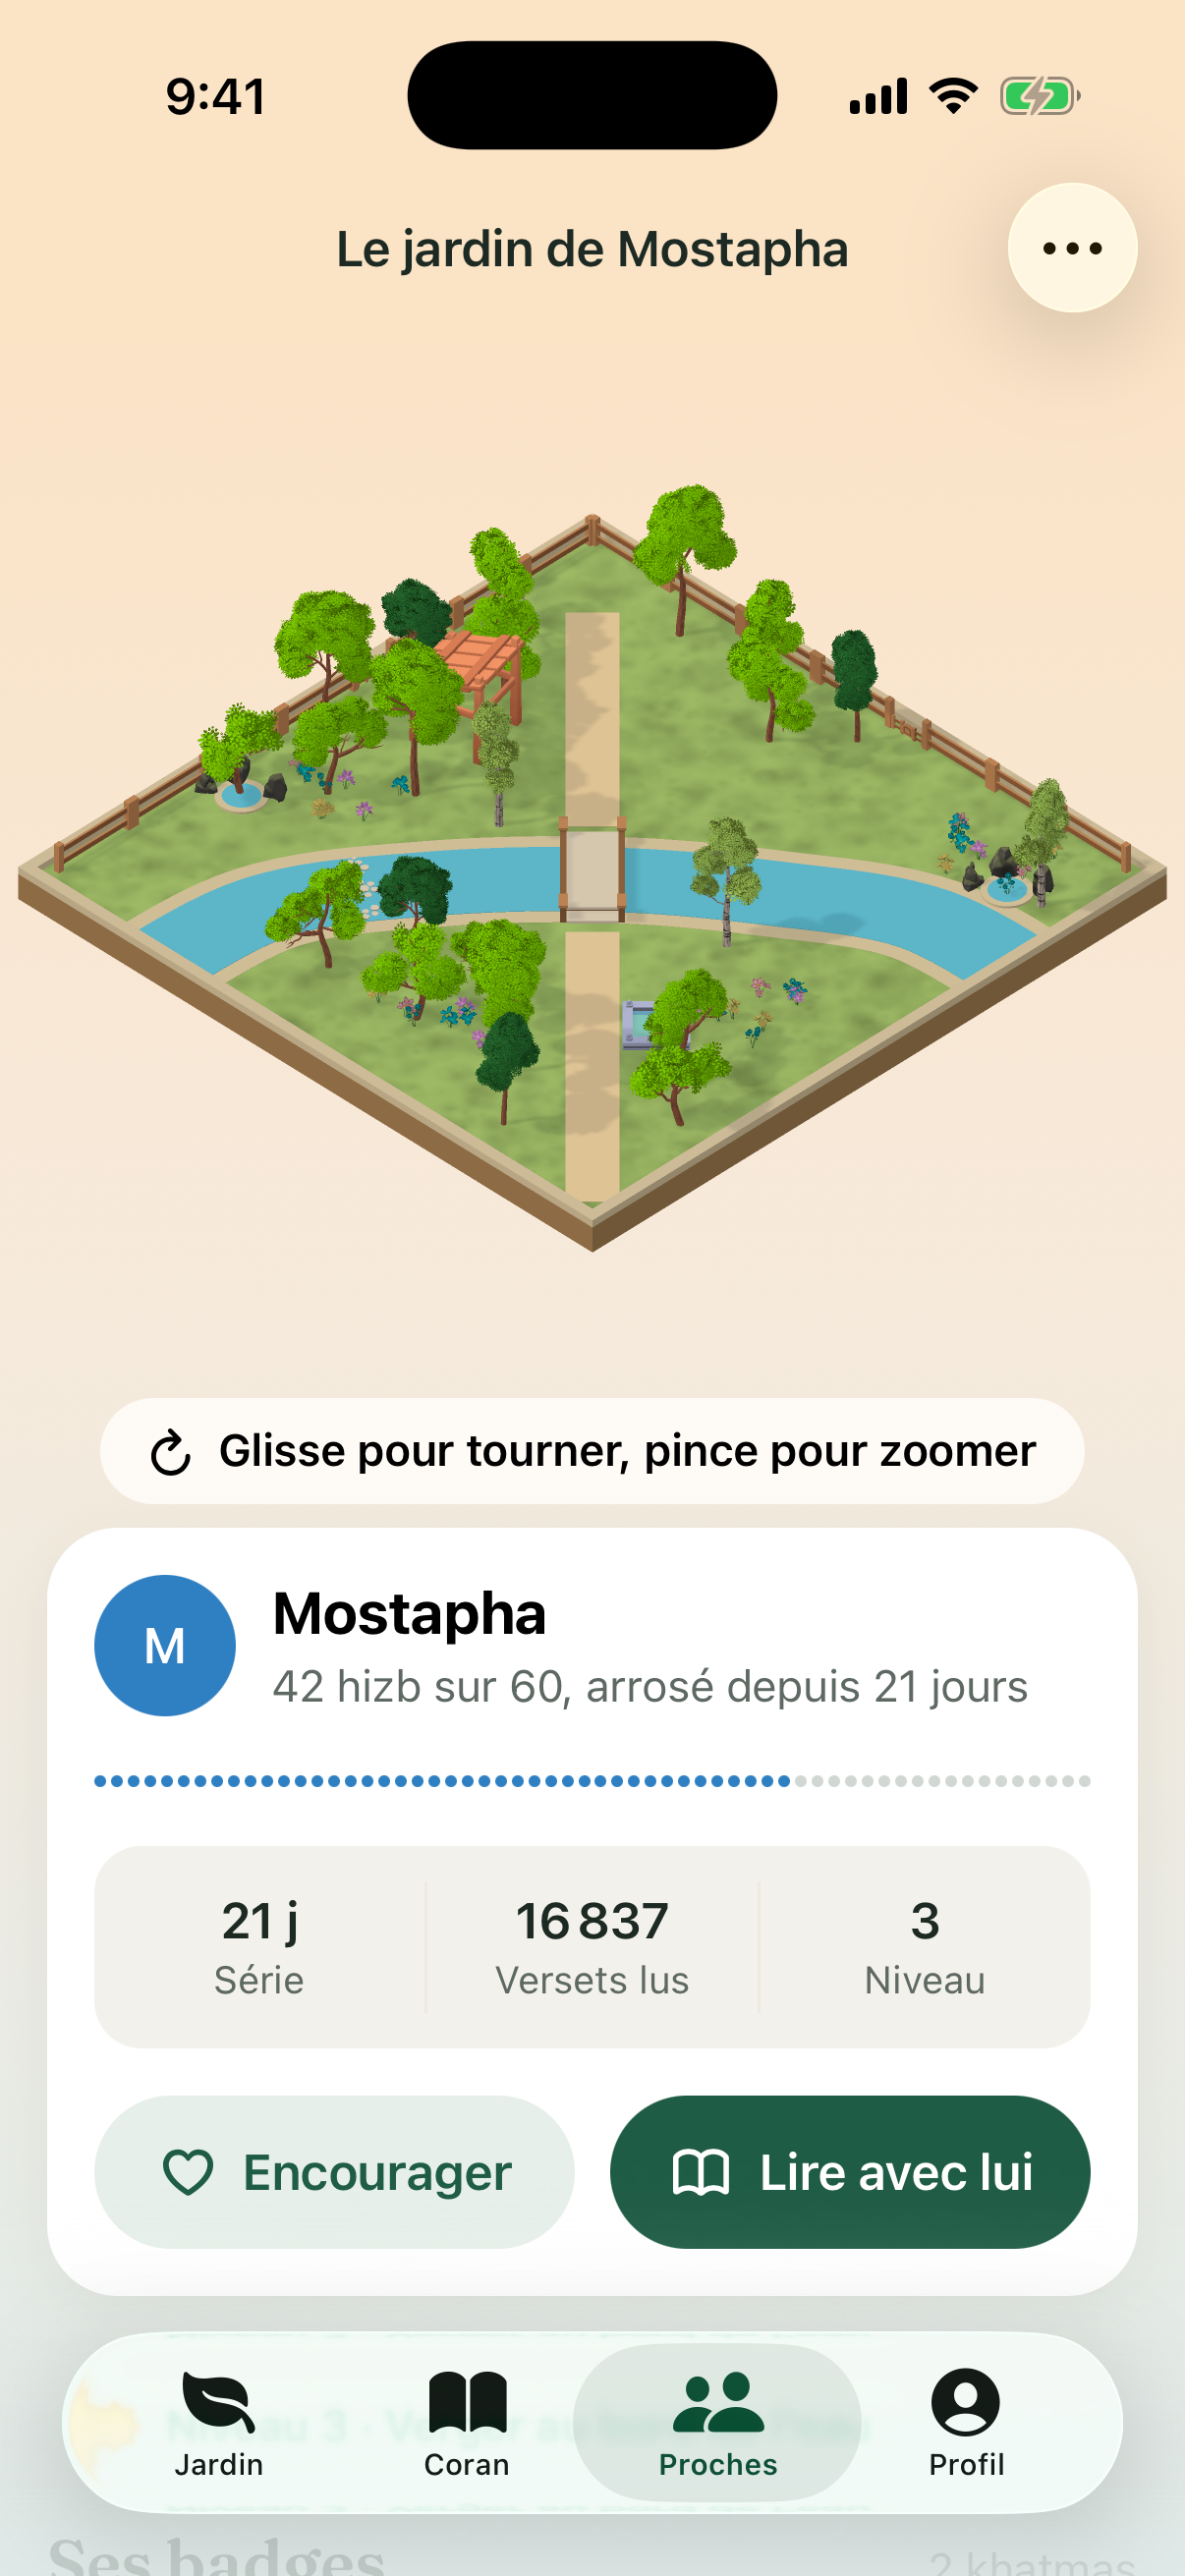 9:41
Le jardin de Mostapha
Glisse pour tourner, pince pour zoomer
M
Mostapha
42 hizb sur 60, arrosé depuis 21 jours
21 j
16 837
3
Série
Versets lus
Niveau
Encourager
Lire avec lui
Jardin
Coran
Proches
Profil
Ses badges
2 khatmas